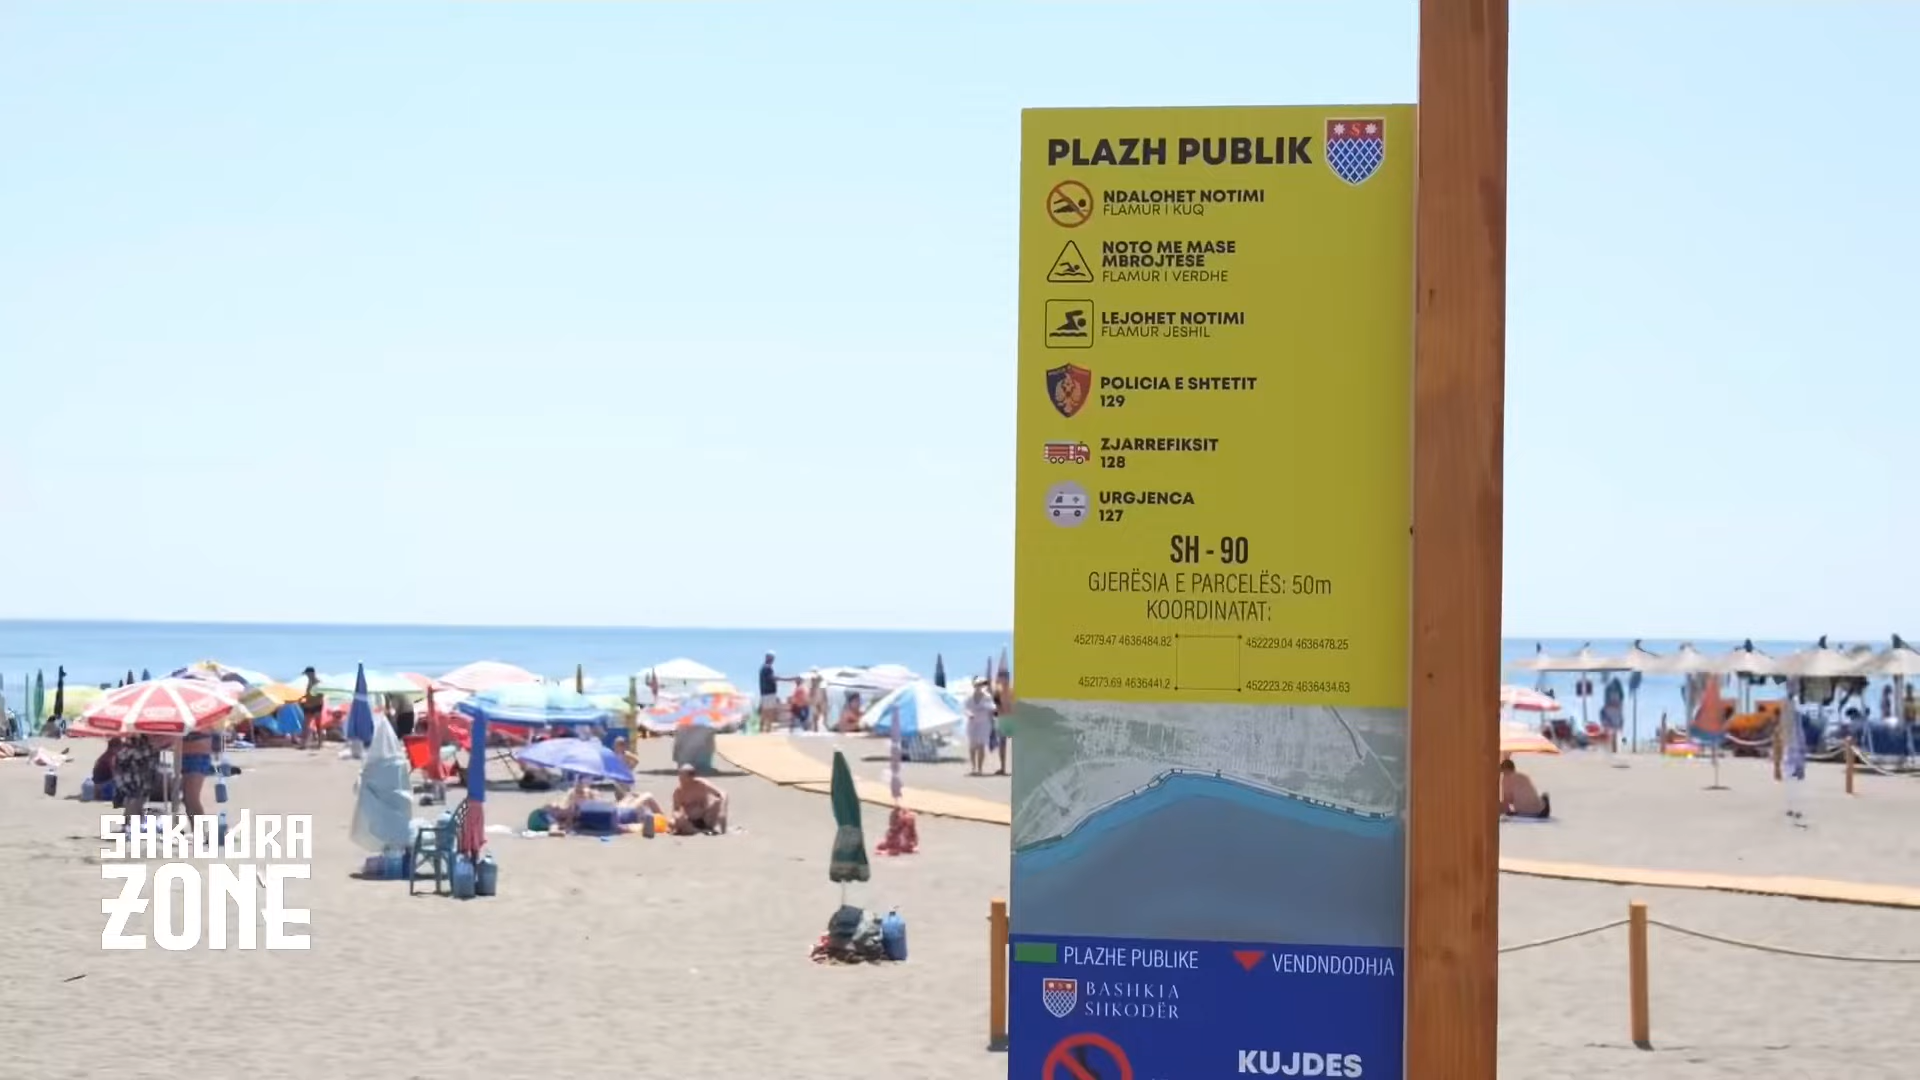 PLAZH PUBLIK
NDALOHET NOTIMI
FLAMUR I KUQ
NOTO ME MASE
MBROJTESE
FLAMUR I VERDHE
LEJOHET NOTIMI
FLAMUR JESHIL
POLICIA E SHTETIT
129
ZJARREFIKSIT
128
URGJENCA
127
SH - 90
GJERËSIA E PARCELËS: 50m
KOORDINATAT:
452179.47 4636484.82 452229.04 4636478.25
452173.69 4636441.2 452223.26 4636434.63
PLAZHE PUBLIKE VENDNDODHJA
BASHKIA
SHKODËR
KUJDES
SHKODRA
ZONE